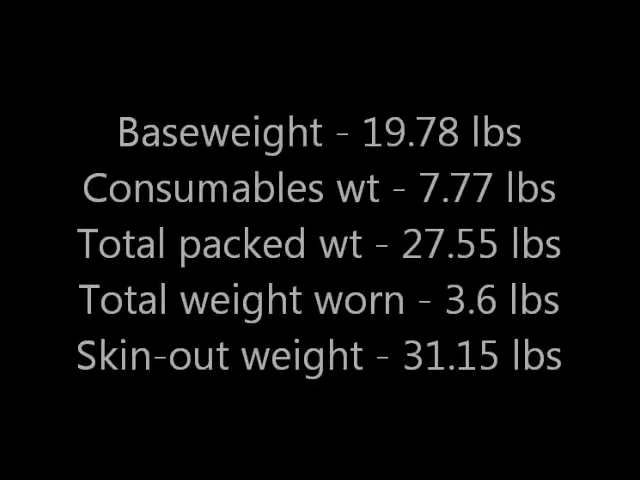 Baseweight - 19.78 lbs
Consumables wt - 7.77 lbs
Total packed wt - 27.55 lbs
Total weight worn - 3.6 lbs
Skin-out weight - 31.15 lbs